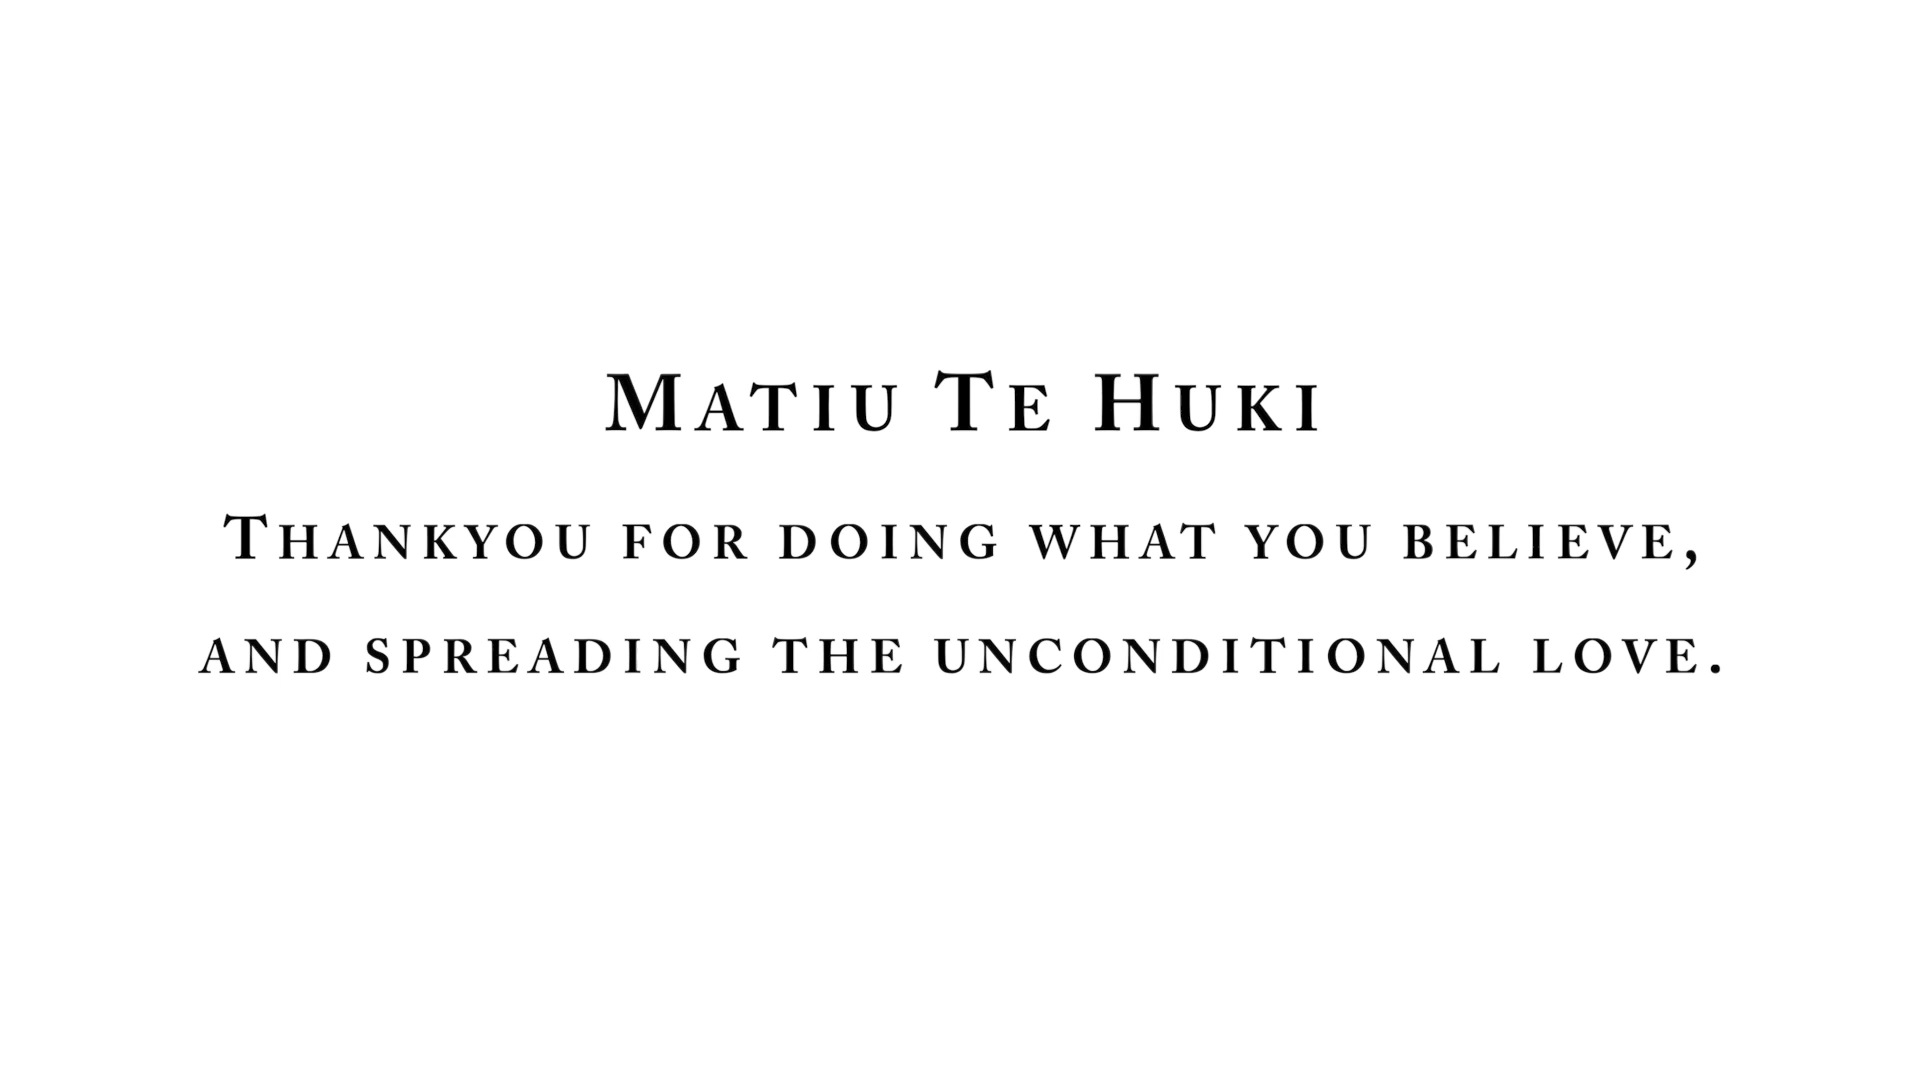 Matiu Te Huki
Thankyou for doing what you believe,
and spreading the unconditional love.